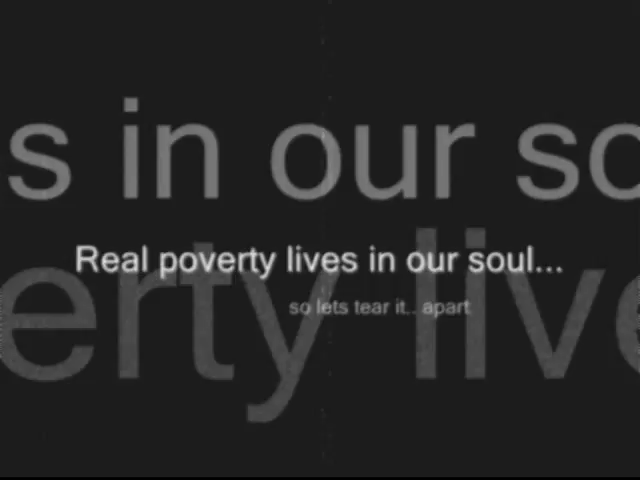 s in our so
Real poverty lives in our soul...
so lets tear it.. apart
erty live